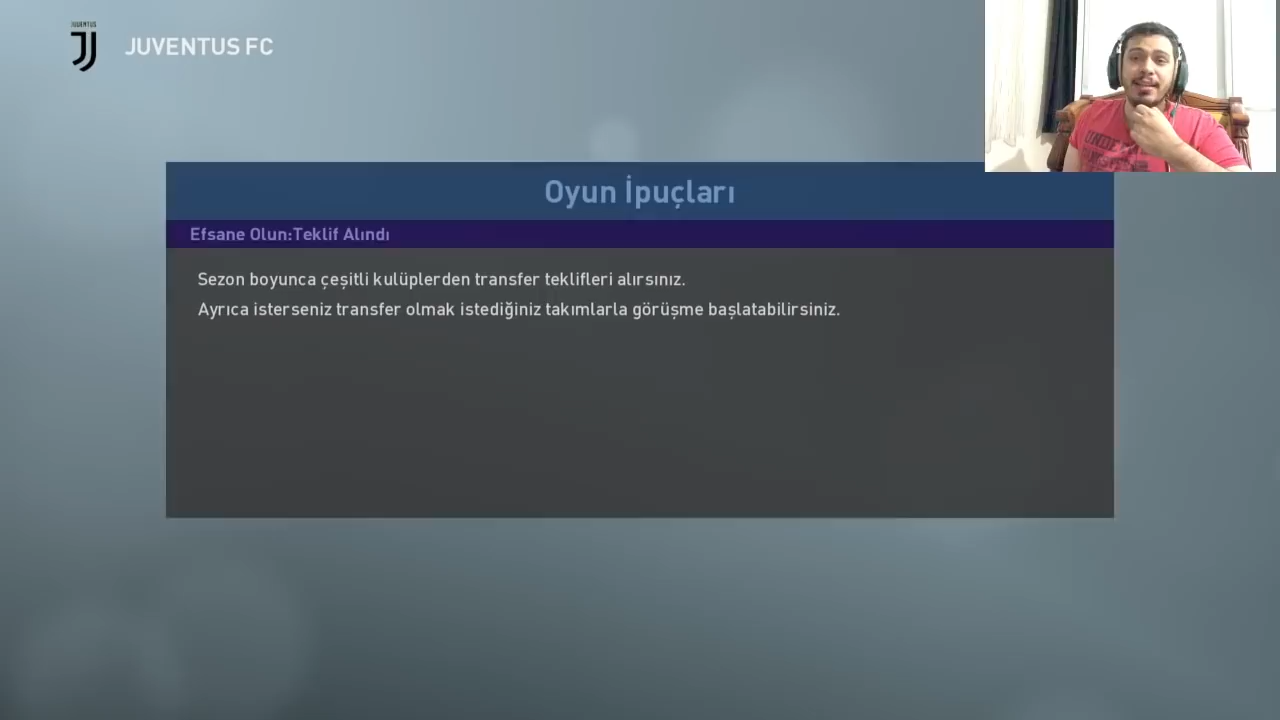 JUVENTUS
JUVENTUS FC
Oyun İpuçları
Efsane Olun:Teklif Alındı
Sezon boyunca çeşitli kulüplerden transfer teklifleri alırsınız.
Ayrıca isterseniz transfer olmak istediğiniz takımlarla görüşme başlatabilirsiniz.